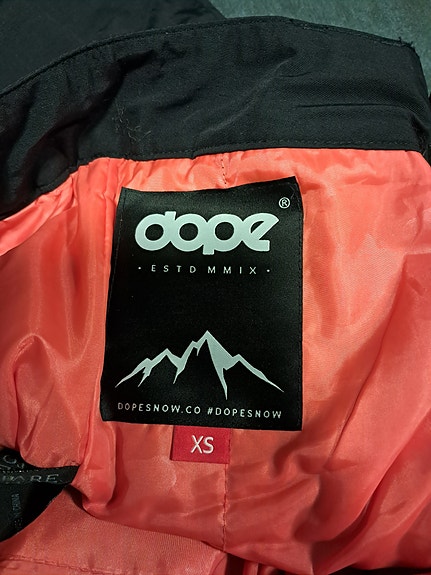 dope®
· ESTD MMIX ·
DOPESNOW.CO #DOPESNOW
XS